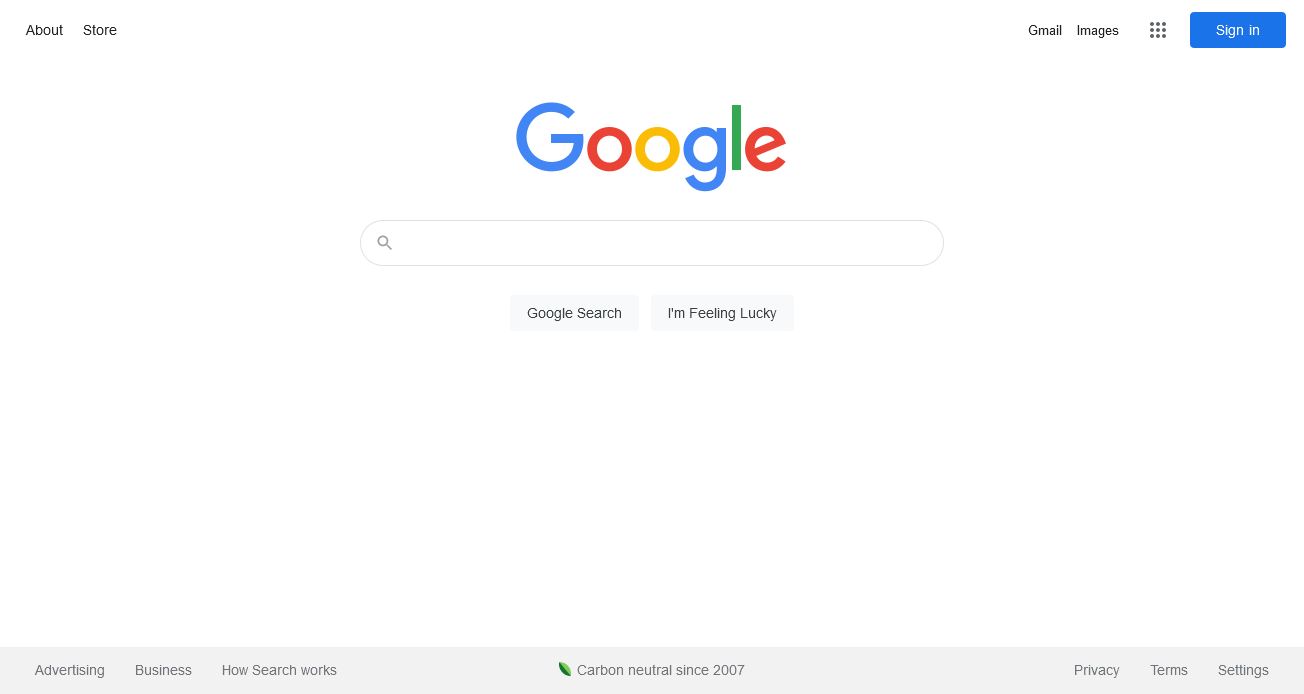 About Store Gmail Images Sign in
Google
Google Search I'm Feeling Lucky
Advertising Business How Search works Carbon neutral since 2007 Privacy Terms Settings